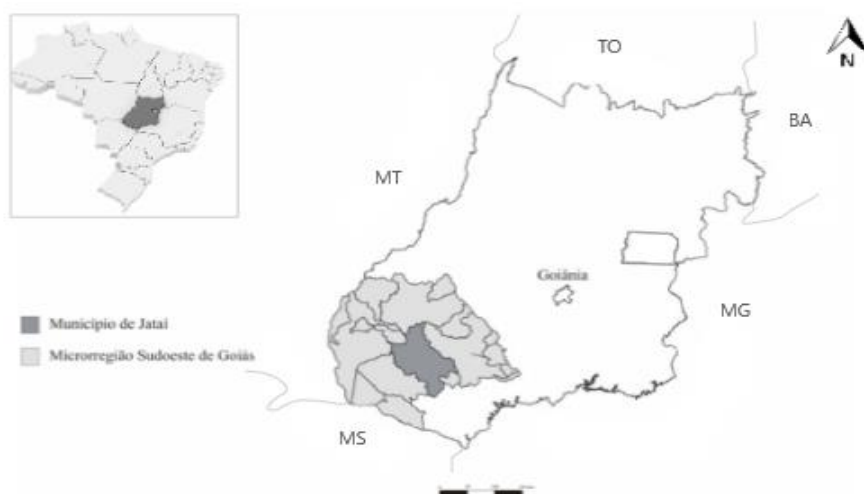 TO
N
BA
MT
Goiânia
MG
Município de Jataí
Microrregião Sudoeste de Goiás
MS